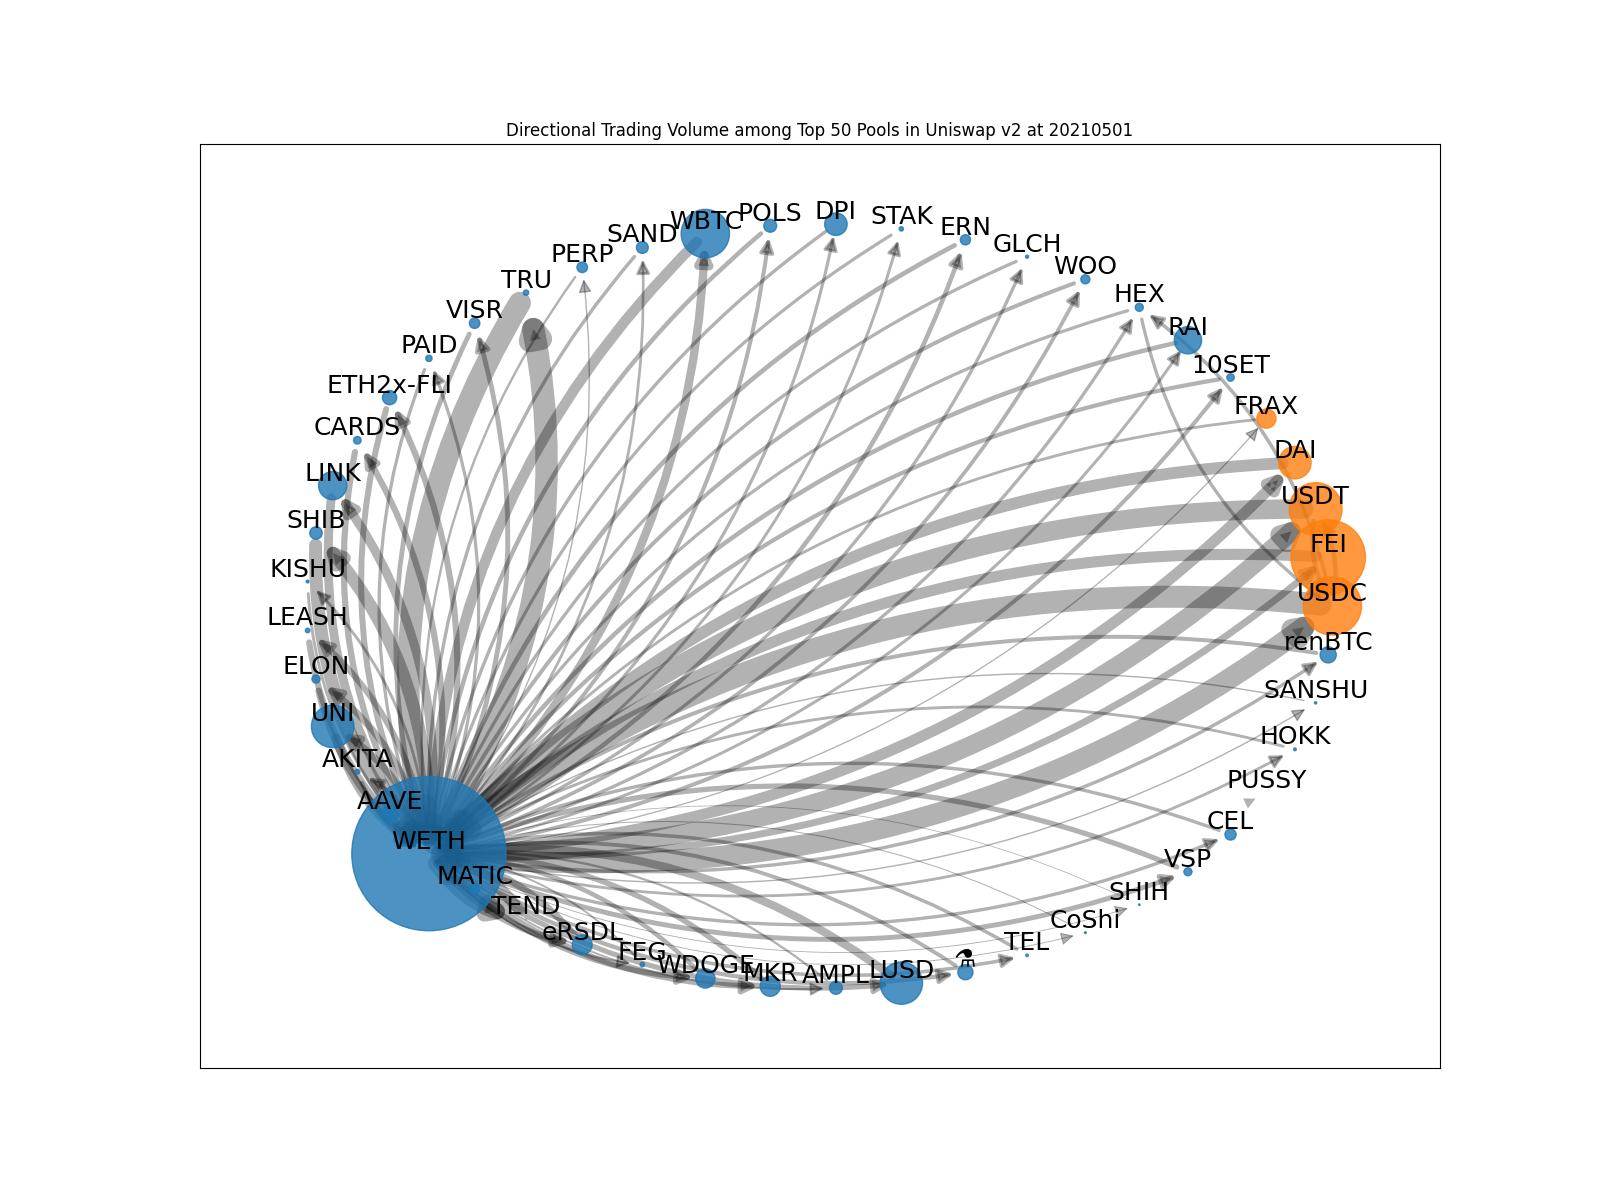 Directional Trading Volume among Top 50 Pools in Uniswap v2 at 20210501
WBTC
POLS
DPI
STAK
ERN
GLCH
WOO
HEX
RAI
10SET
FRAX
DAI
USDT
FEI
USDC
renBTC
SANSHU
HOKK
PUSSY
CEL
VSP
SHIH
CoShi
TEL
⚗
LUSD
AMPL
MKR
WDOGE
FEG
eRSDL
TEND
MATIC
WETH
AAVE
AKITA
UNI
ELON
LEASH
KISHU
SHIB
LINK
CARDS
ETH2x-FLI
PAID
VISR
TRU
PERP
SAND